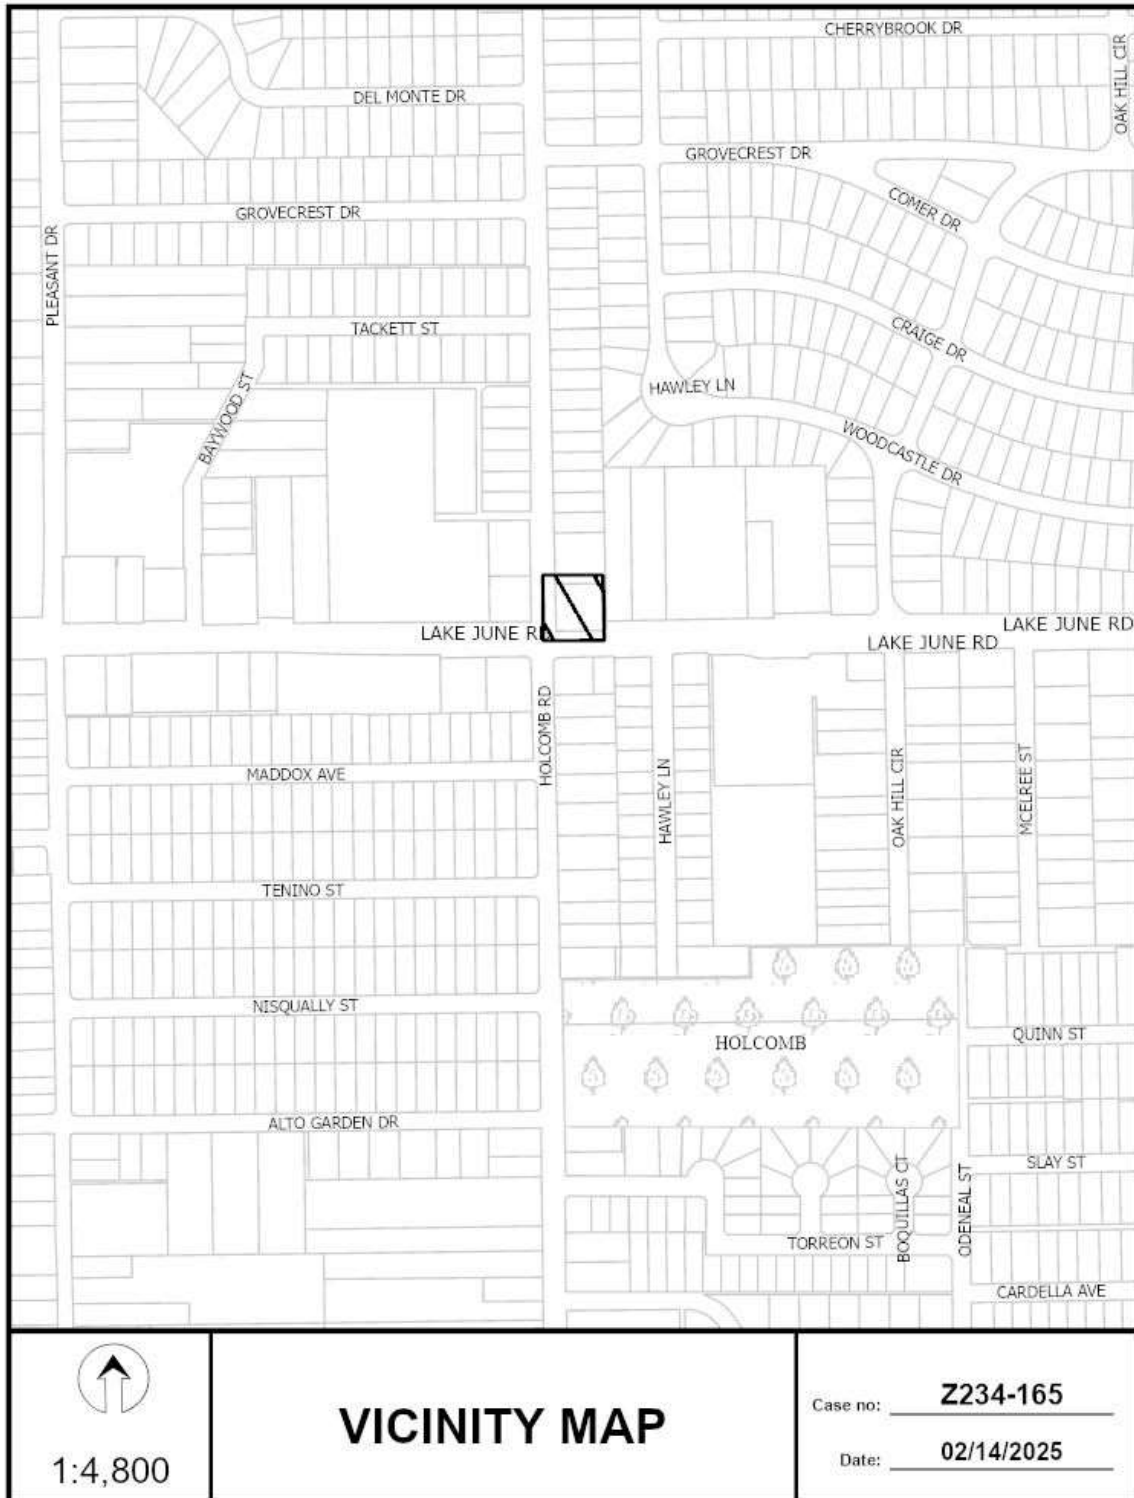 CHERRYBROOK DR
OAK HILL CIR
DEL MONTE DR
GROVECREST DR
COMER DR
GROVECREST DR
PLEASANT DR
TACKETT ST
CRAIGE DR
HAWLEY LN
BAYWOOD ST
WOODCASTLE DR
LAKE JUNE R
LAKE JUNE RD
LAKE JUNE RD
HOLCOMB RD
HAWLEY LN
OAK HILL CIR
MCELREE ST
MADDOX AVE
TENINO ST
NISQUALLY ST
HOLCOMB
QUINN ST
ALTO GARDEN DR
SLAY ST
BOQUILLAS CT
ODENEAL ST
TORREON ST
CARDELLA AVE
1:4,800
VICINITY MAP
Case no: Z234-165
Date: 02/14/2025